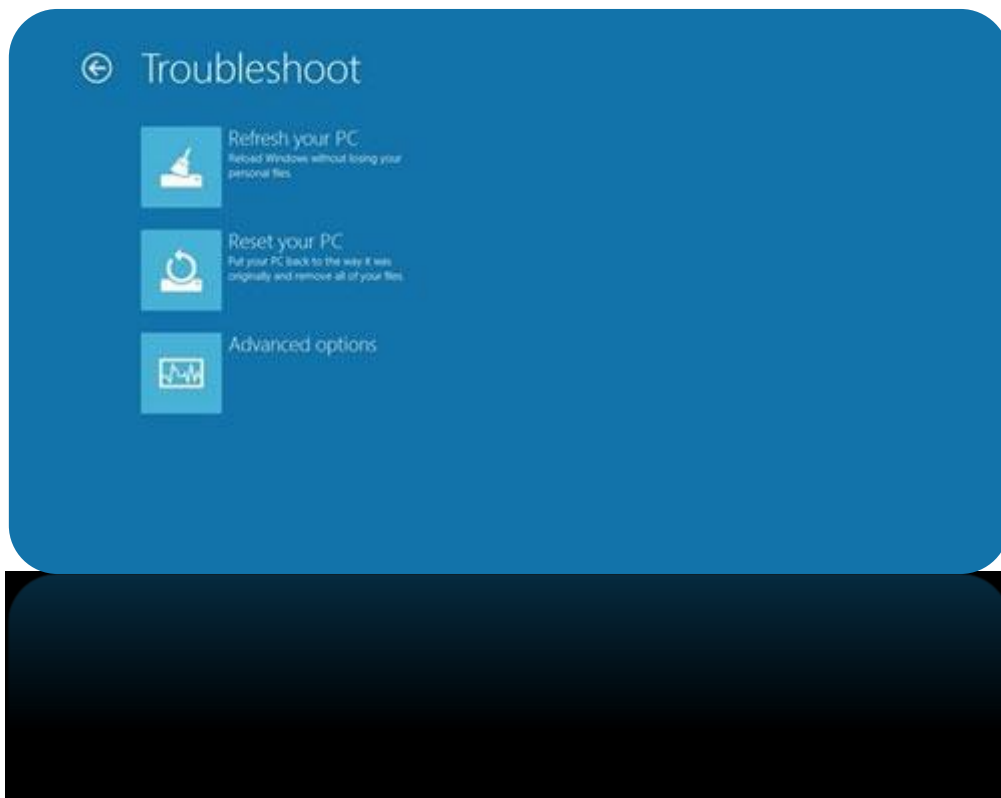 Troubleshoot
Refresh your PC
Reload Windows without losing your
personal files.
Reset your PC
Put your PC back to the way it was
originally and remove all of your files.
Advanced options